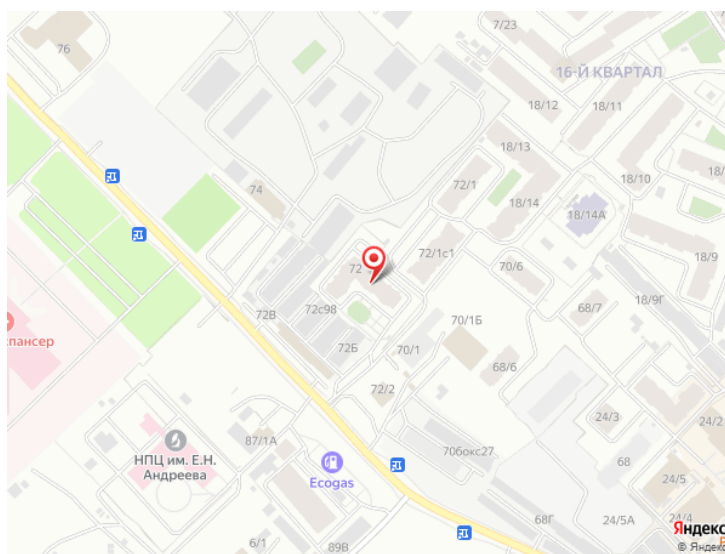 7/23
76
16-Й КВАРТАЛ
18/12
18/11
18/13
72/1
18/10
74
18/14
18/14А
72/1с1
18/9
72
70/6
18/9Г
68/7
72с98
72В
70/1Б
72Б
70/1
пансер
68/6
72/2
24/3
24/2
87/1А
НПЦ им. Е.Н.
Андреева
70бокс27
68
Ecogas
24/5
68Г
24/5А
24/4
6/1
89В
Яндекс
© Яндекс